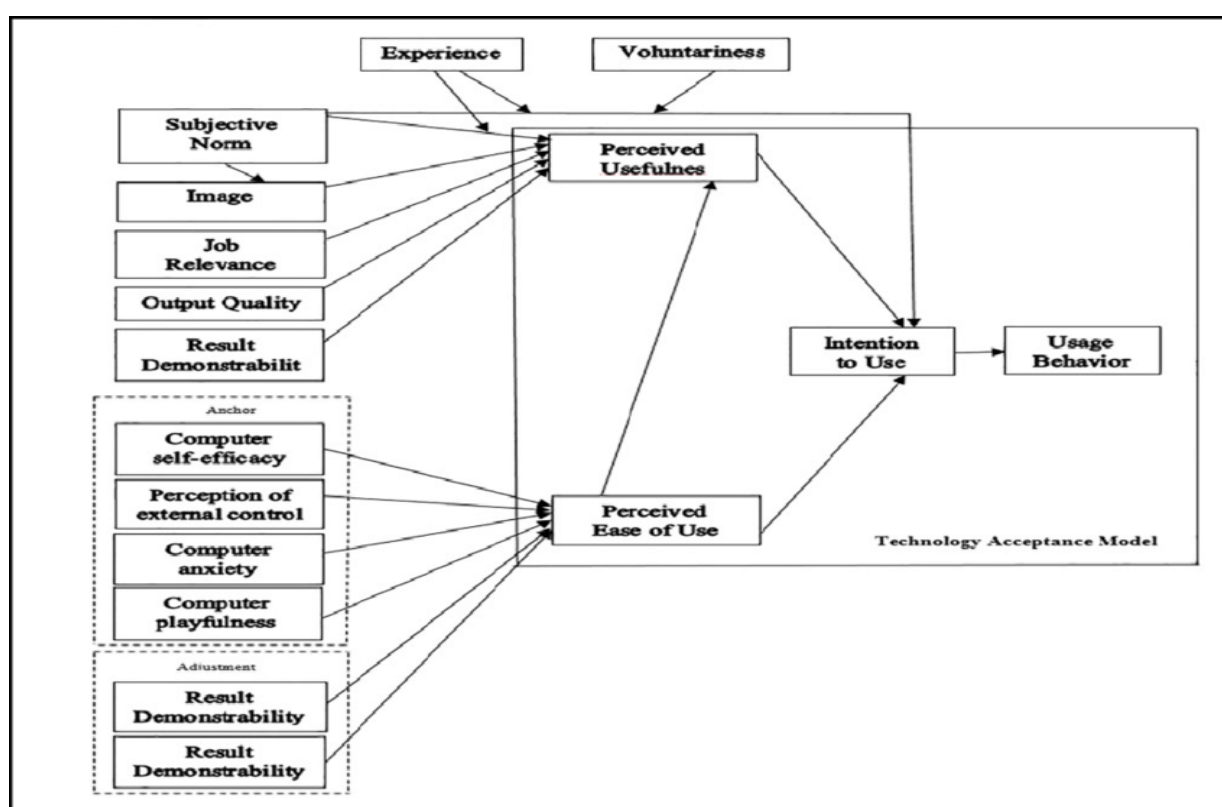 Experience
Voluntariness
Subjective
Norm
Perceived
Usefulnes
Image
Job
Relevance
Output Quality
Result
Demonstrabilit
Intention
to Use
Usage
Behavior
Anchor
Computer
self-efficacy
Perception of
external control
Perceived
Ease of Use
Technology Acceptance Model
Computer
anxiety
Computer
playfulness
Adiustment
Result
Demonstrability
Result
Demonstrability